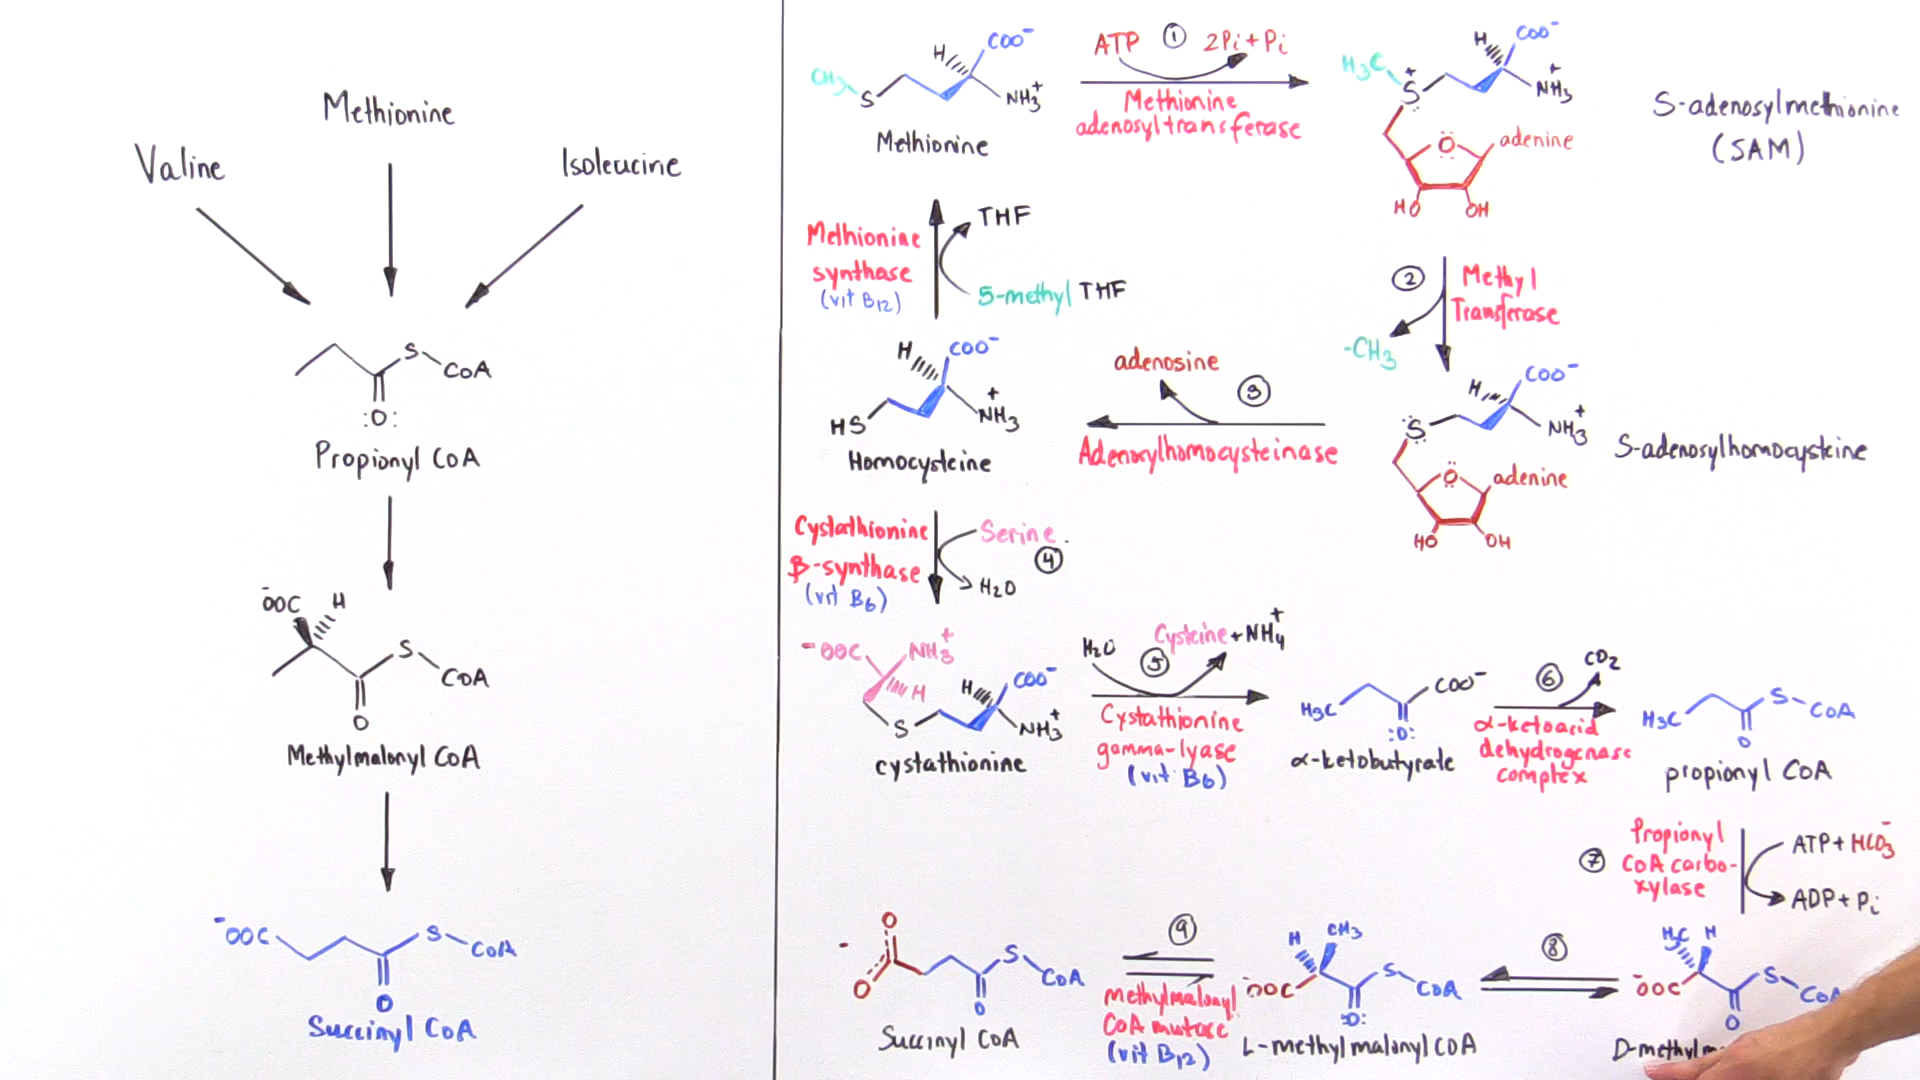 Methionine
Valine
Isoleucine
S
CoA
:O:
Propionyl CoA
-OOC H
S
CoA
O
Methylmalonyl CoA
-OOC
S
CoA
O
Succinyl CoA
H COO-
CH3
S
NH3+
Methionine
ATP ① 2Pi+Pi
Methionine
adenosyltransferase
H COO-
H3C
S+
NH3+
O
adenine
HO OH
S-adenosylmethionine
(SAM)
② Methyl
Transferase
-CH3
H COO-
S
NH3+
O
adenine
HO OH
S-adenosylhomocysteine
adenosine ③
Adenosylhomocysteinase
H COO-
HS
NH3+
Homocysteine
Methionine
synthase
(vit B12)
THF
5-methyl THF
Cystathionine
β-synthase
(vit B6)
Serine
④
H2O
-OOC NH3+
H
H COO-
S
NH3+
cystathionine
H2O ⑤ Cysteine + NH4+
Cystathionine
gamma-lyase
(vit B6)
H3C
COO-
:O:
α-ketobutyrate
⑥ CO2
α-ketoacid
dehydrogenase
complex
H3C
S
CoA
O
propionyl CoA
⑦ Propionyl
CoA carbo-
xylase
ATP + HCO3-
ADP + Pi
H3C H
-OOC
S
CoA
O
D-methylm
⑧
H CH3
-OOC
S
CoA
:O:
L-methylmalonyl COA
⑨
Methylmalonyl
CoA mutase
(vit B12)
O
-
O
S
CoA
O
Succinyl CoA